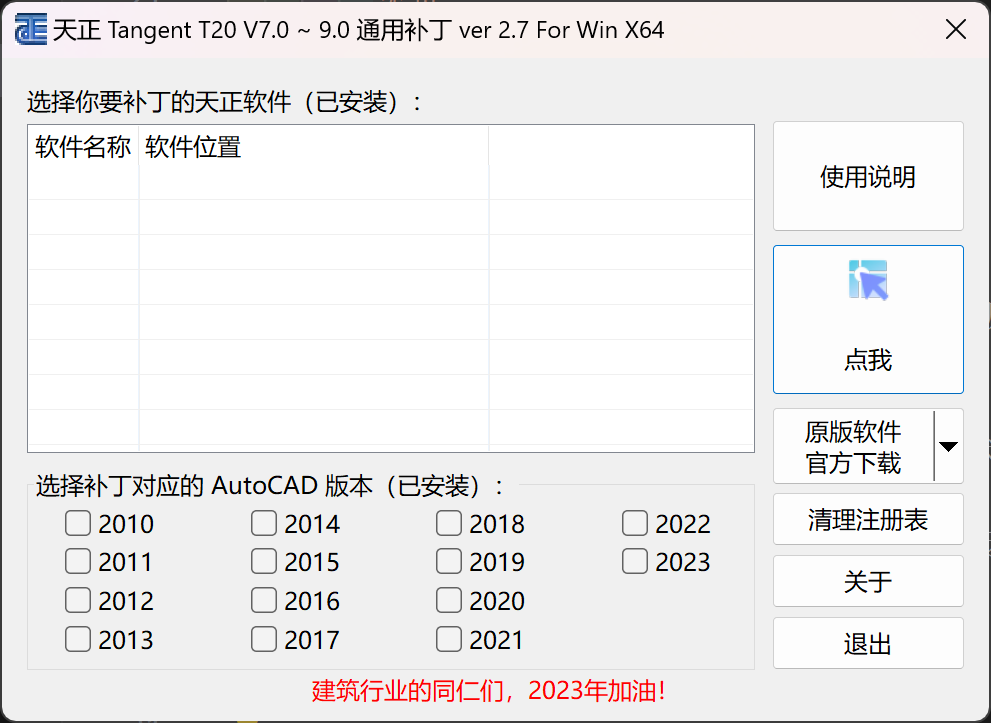 天正 Tangent T20 V7.0 ~ 9.0 通用补丁 ver 2.7 For Win X64
选择你要补丁的天正软件（已安装）：
软件名称 软件位置
使用说明
点我
原版软件
官方下载
清理注册表
关于
退出
选择补丁对应的 AutoCAD 版本（已安装）：
2010 2014 2018 2022
2011 2015 2019 2023
2012 2016 2020
2013 2017 2021
建筑行业的同仁们，2023年加油！